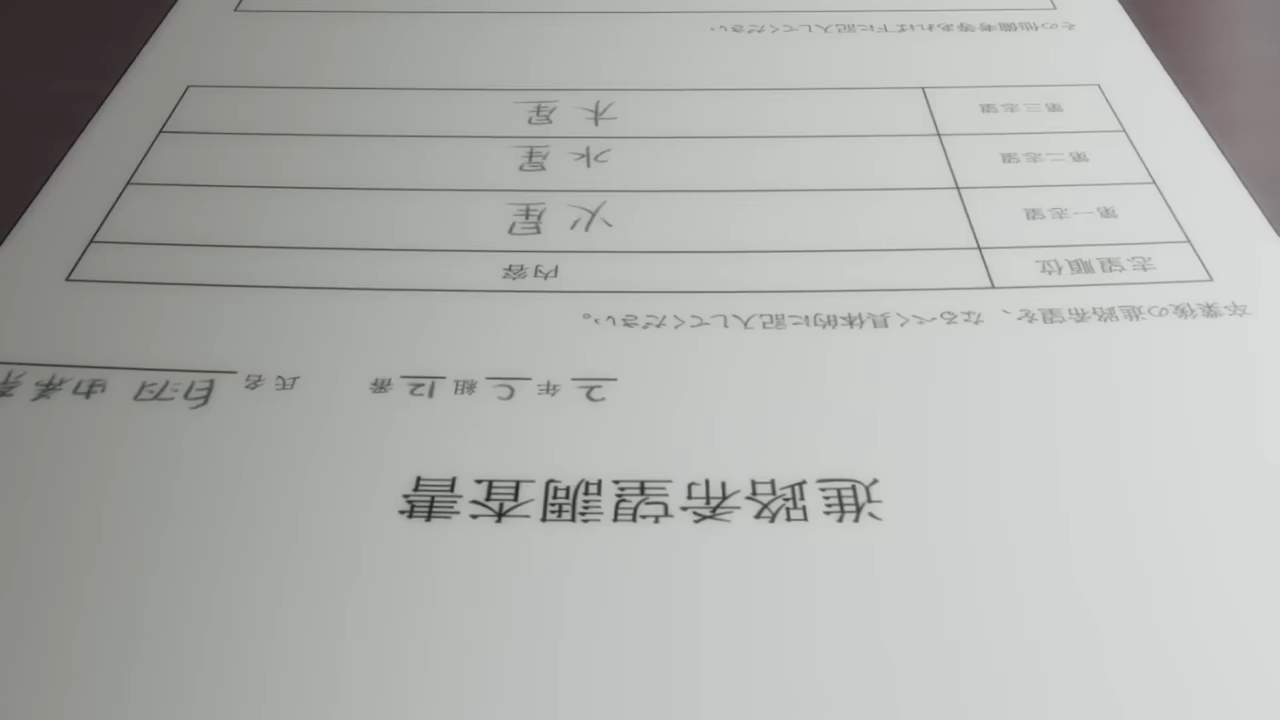 進路希望調査書
2年C組12番 氏名 白羽
卒業後の進路希望を、なるべく具体的に記入してください。
志望順位 内容
第一志望 火星
第二志望 水星
第三志望 木星
その他備考等あれば下に記入してください